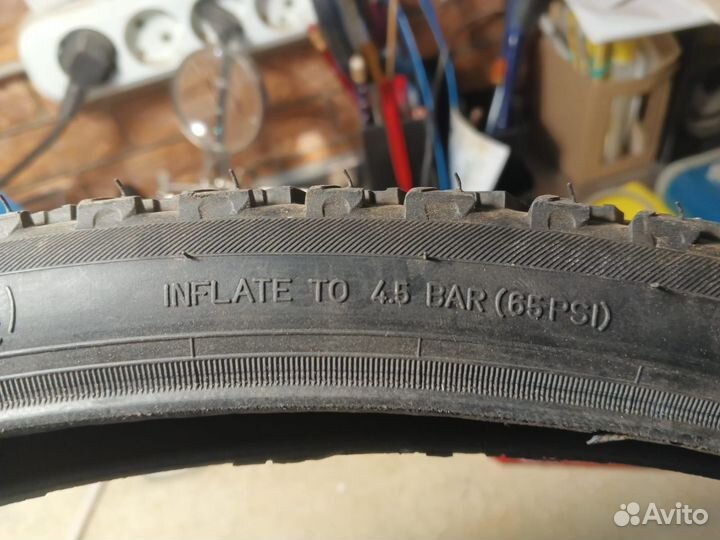 INFLATE TO 4.5 BAR (65PSI)
Avito